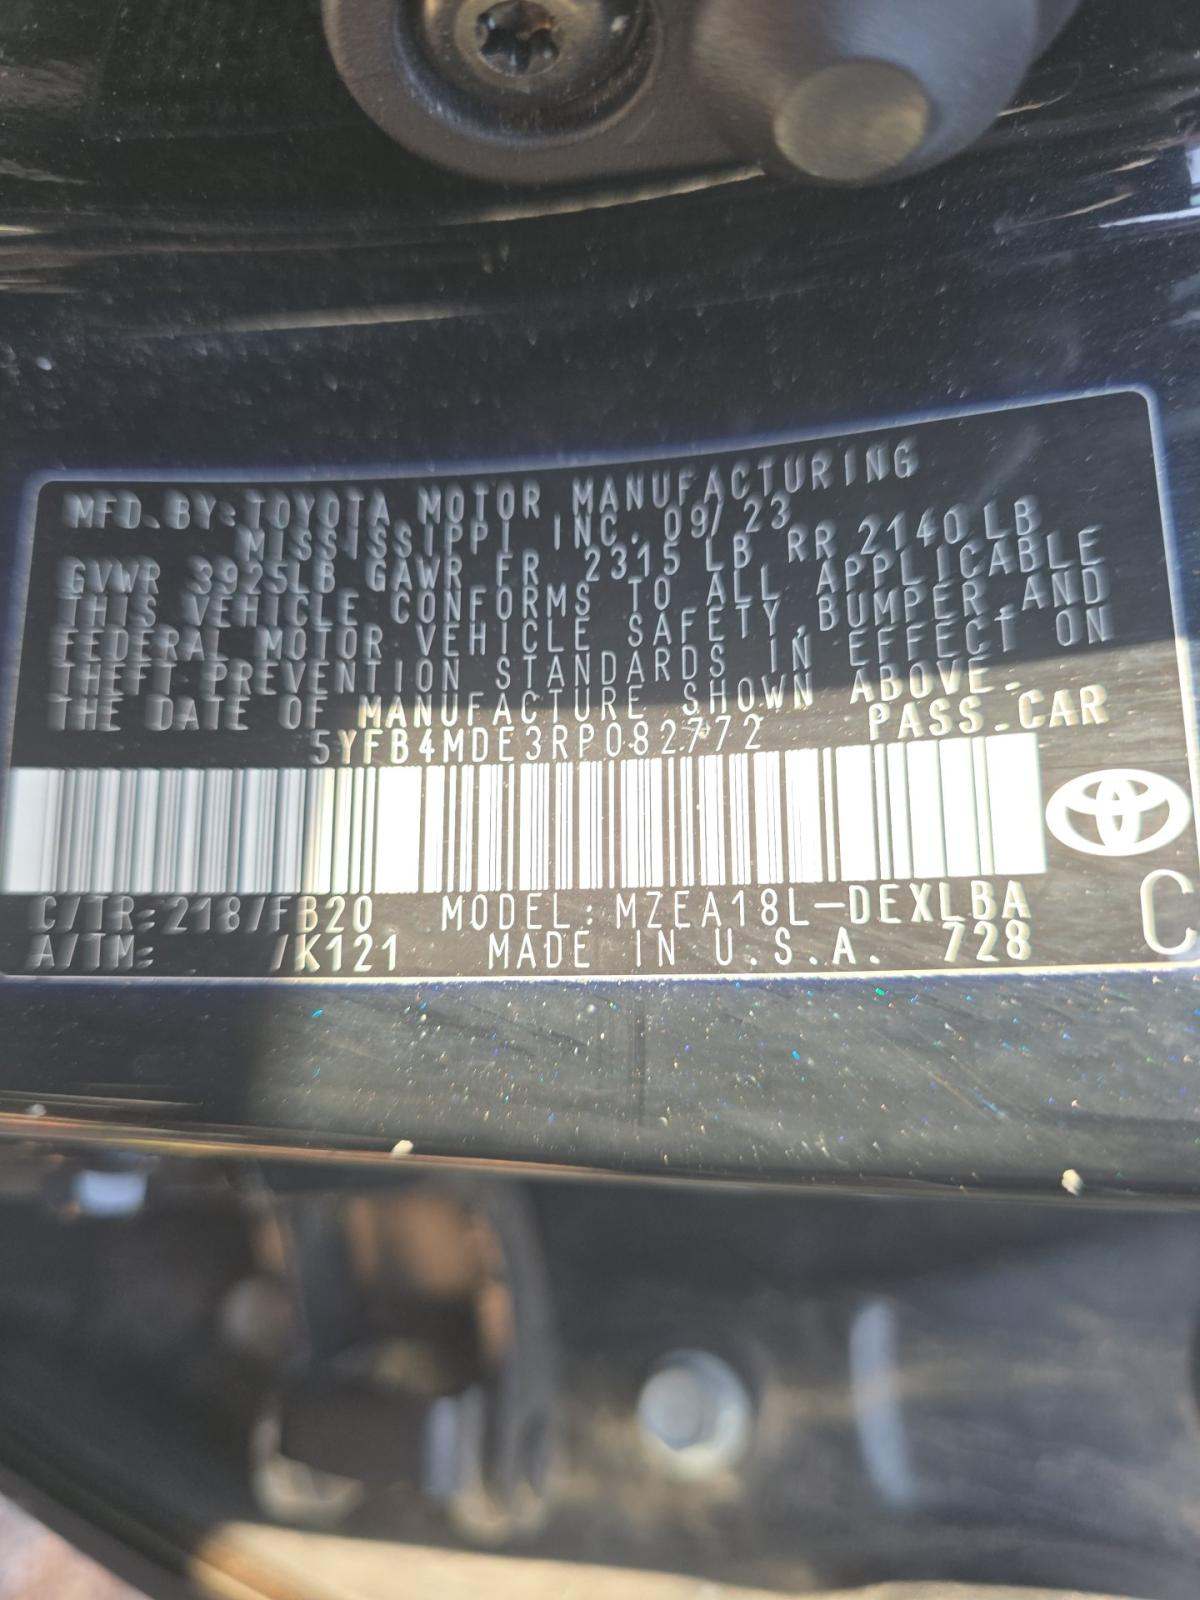 MFD. BY: TOYOTA MOTOR MANUFACTURING
MISSISSIPPI INC. 09/23
GVWR 3925LB GAWR FR 2315 LB RR 2140 LB
THIS VEHICLE CONFORMS TO ALL APPLICABLE
FEDERAL MOTOR VEHICLE SAFETY, BUMPER, AND
THEFT PREVENTION STANDARDS IN EFFECT ON
THE DATE OF MANUFACTURE SHOWN ABOVE.
5YFB4MDE3RP082772 PASS. CAR
C/TR: 218/FB20 MODEL: MZEA18L-DEXLBA
A/TM: /K121 MADE IN U.S.A. 728
C